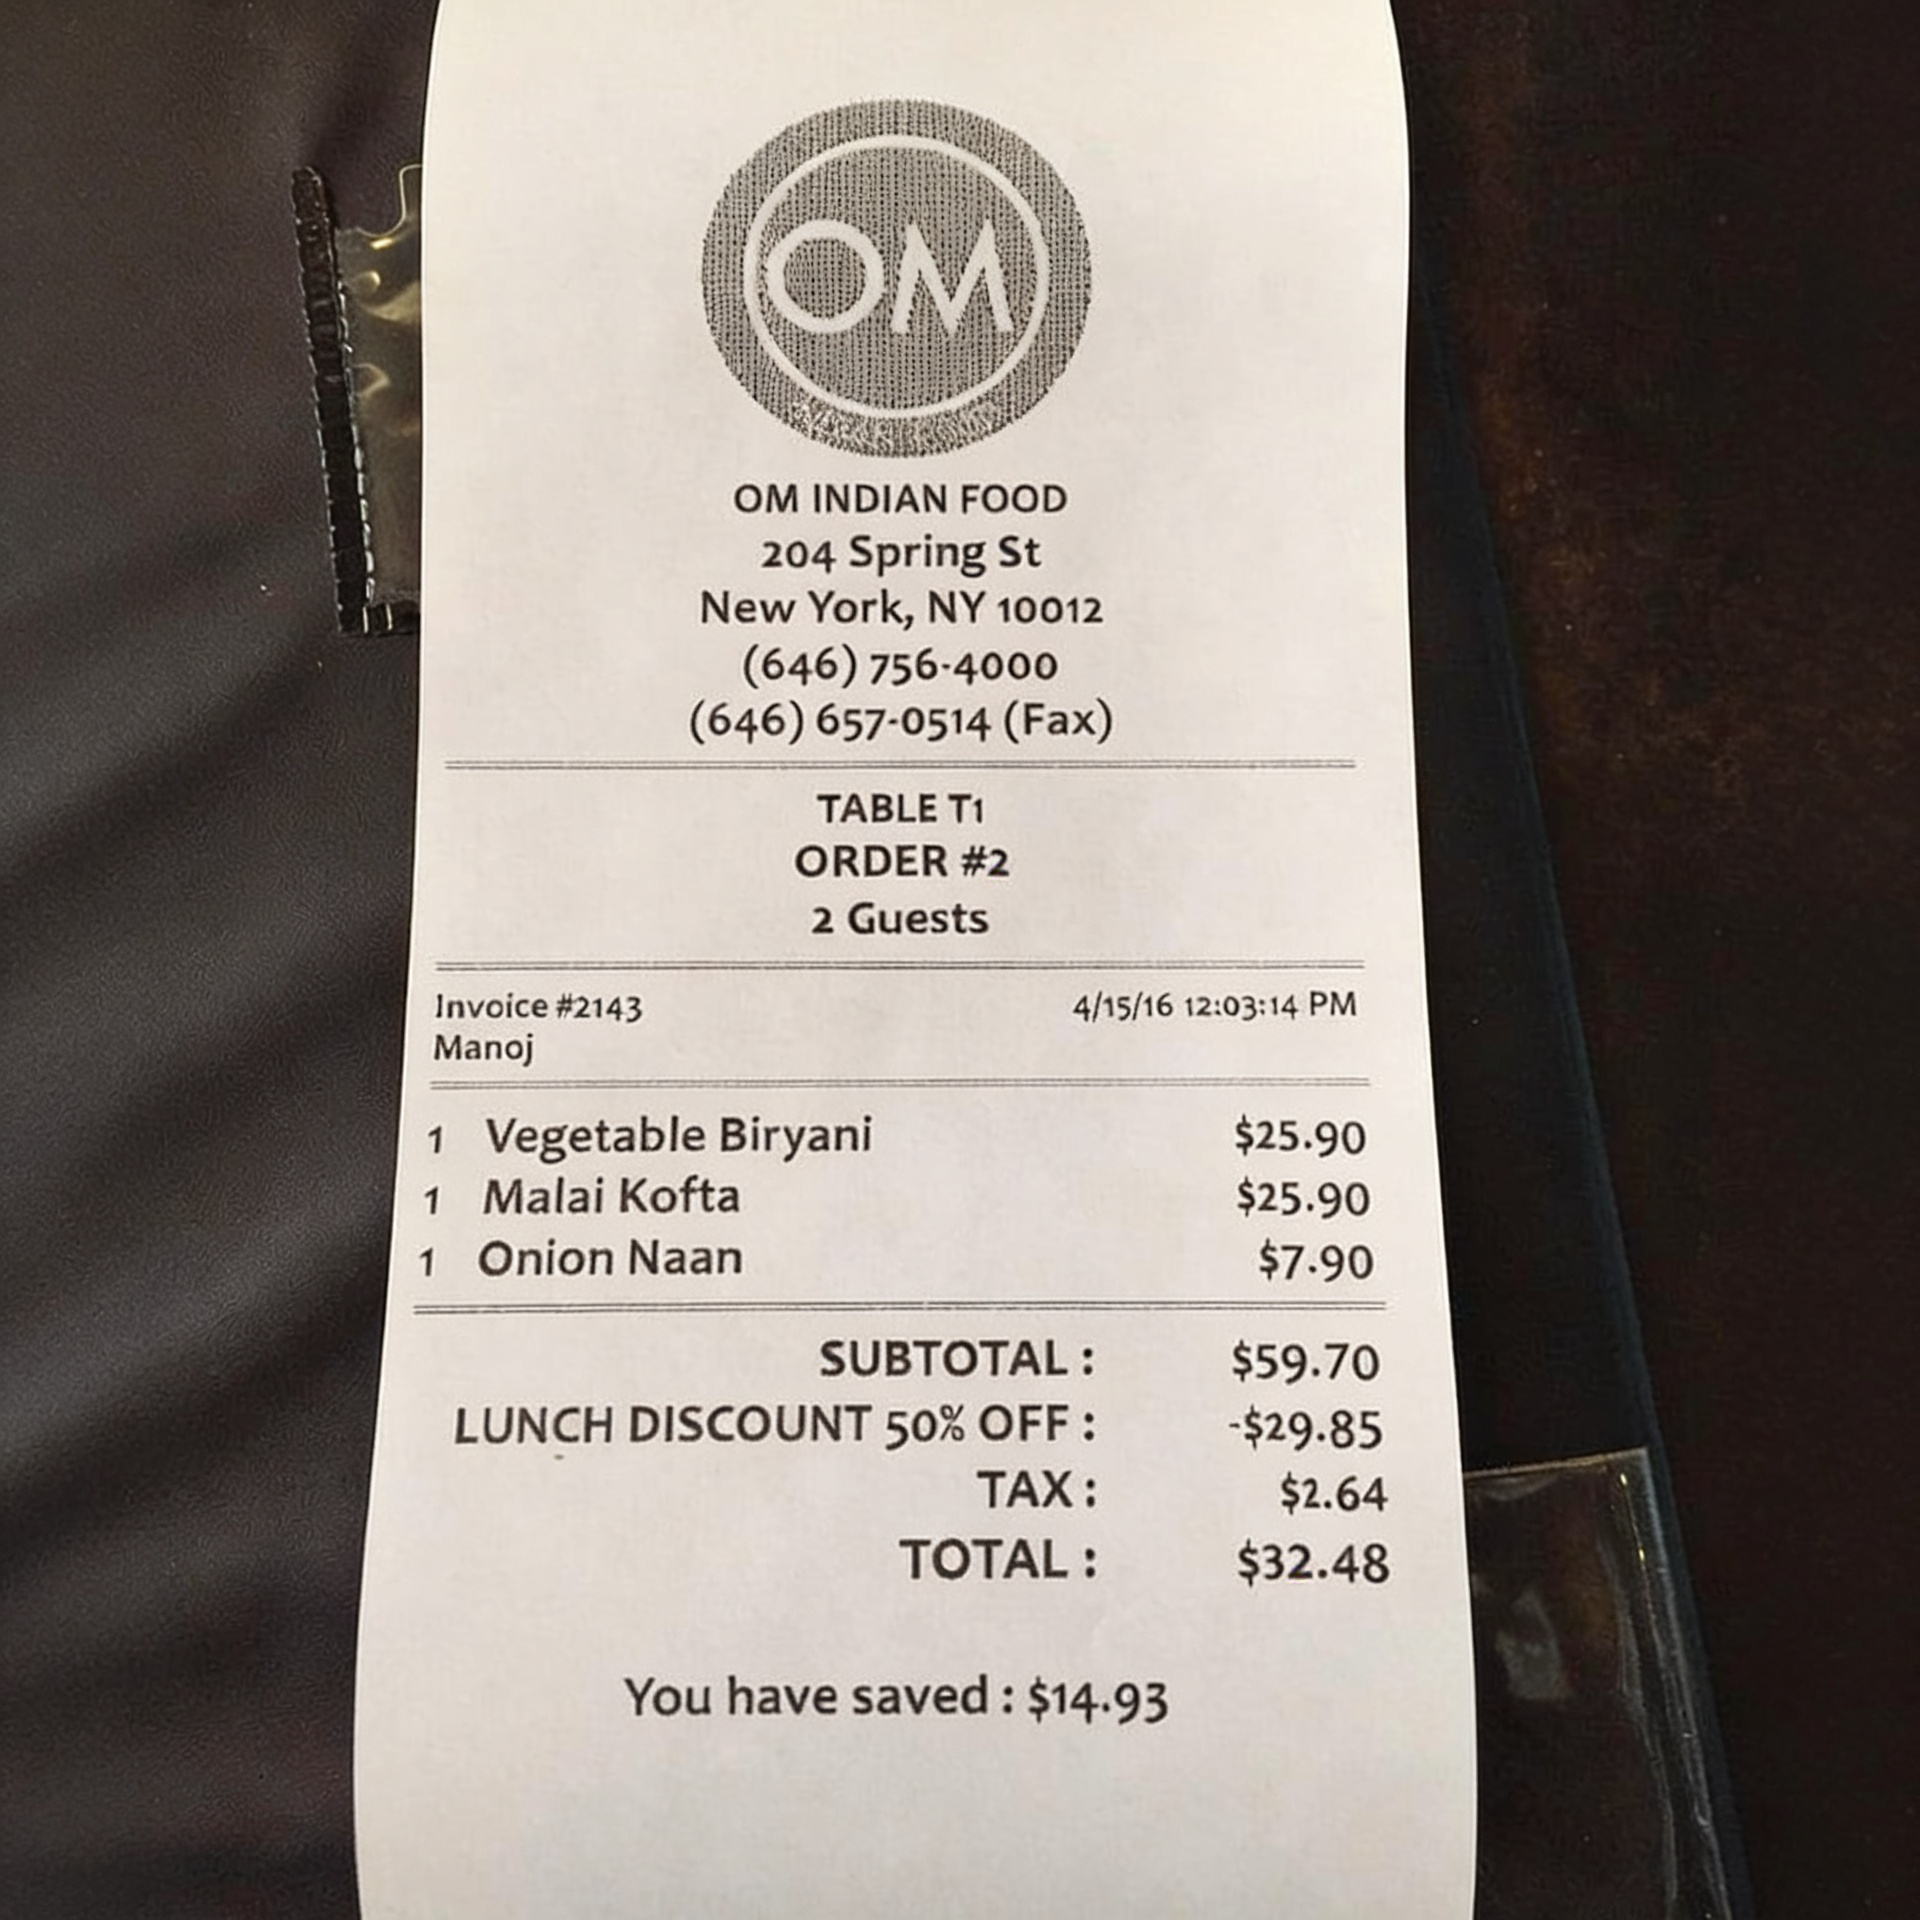 OM
OM INDIAN FOOD
204 Spring St
New York, NY 10012
(646) 756-4000
(646) 657-0514 (Fax)
TABLE T1
ORDER #2
2 Guests
Invoice #2143 4/15/16 12:03:14 PM
Manoj
1 Vegetable Biryani $25.90
1 Malai Kofta $25.90
1 Onion Naan $7.90
SUBTOTAL : $59.70
LUNCH DISCOUNT 50% OFF : -$29.85
TAX : $2.64
TOTAL : $32.48
You have saved : $14.93